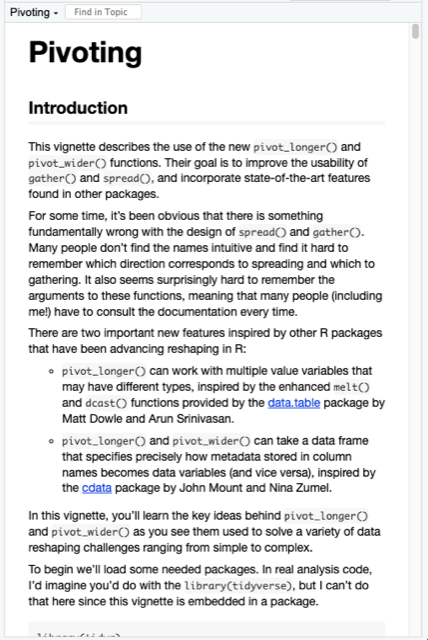 Pivoting
Find in Topic
Pivoting
Introduction
This vignette describes the use of the new pivot_longer() and
pivot_wider() functions. Their goal is to improve the usability of
gather() and spread(), and incorporate state-of-the-art features
found in other packages.
For some time, it's been obvious that there is something
fundamentally wrong with the design of spread() and gather().
Many people don't find the names intuitive and find it hard to
remember which direction corresponds to spreading and which to
gathering. It also seems surprisingly hard to remember the
arguments to these functions, meaning that many people (including
me!) have to consult the documentation every time.
There are two important new features inspired by other R packages
that have been advancing reshaping in R:
pivot_longer() can work with multiple value variables that
may have different types, inspired by the enhanced melt()
and dcast() functions provided by the data.table package by
Matt Dowle and Arun Srinivasan.
pivot_longer() and pivot_wider() can take a data frame
that specifies precisely how metadata stored in column
names becomes data variables (and vice versa), inspired by
the cdata package by John Mount and Nina Zumel.
In this vignette, you'll learn the key ideas behind pivot_longer()
and pivot_wider() as you see them used to solve a variety of data
reshaping challenges ranging from simple to complex.
To begin we'll load some needed packages. In real analysis code,
I'd imagine you'd do with the library(tidyverse), but I can't do
that here since this vignette is embedded in a package.